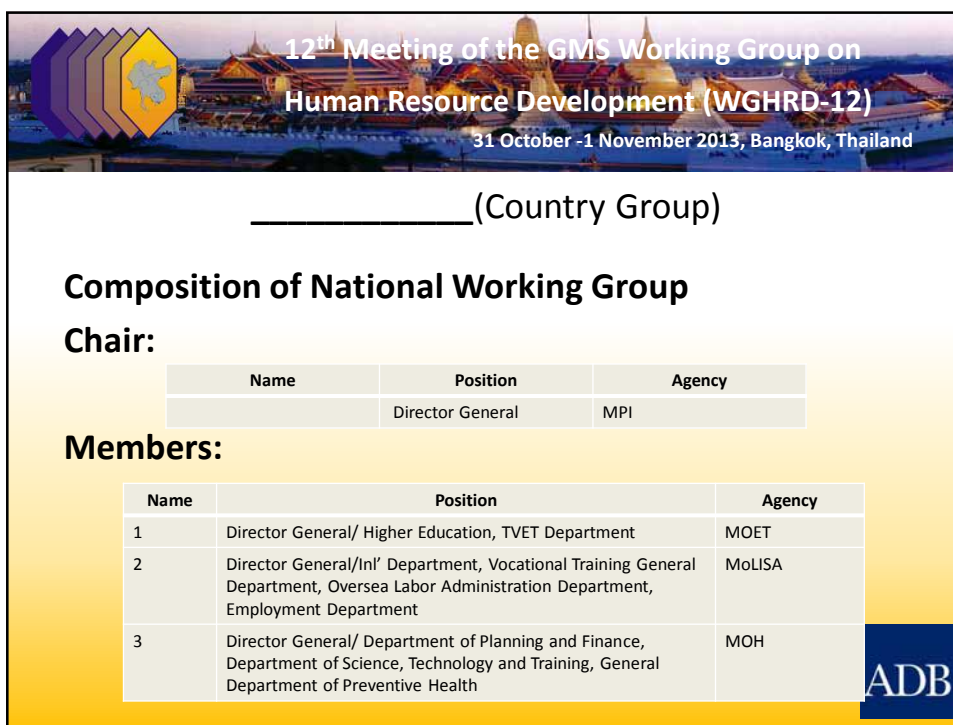 12th Meeting of the GMS Working Group on
Human Resource Development (WGHRD-12)
31 October -1 November 2013, Bangkok, Thailand
____________(Country Group)
Composition of National Working Group
Chair:
Name Position Agency
Director General MPI
Members:
Name Position Agency
1 Director General/ Higher Education, TVET Department MOET
2 Director General/Inl’ Department, Vocational Training General MoLISA
Department, Oversea Labor Administration Department,
Employment Department
3 Director General/ Department of Planning and Finance, MOH
Department of Science, Technology and Training, General
Department of Preventive Health
ADB